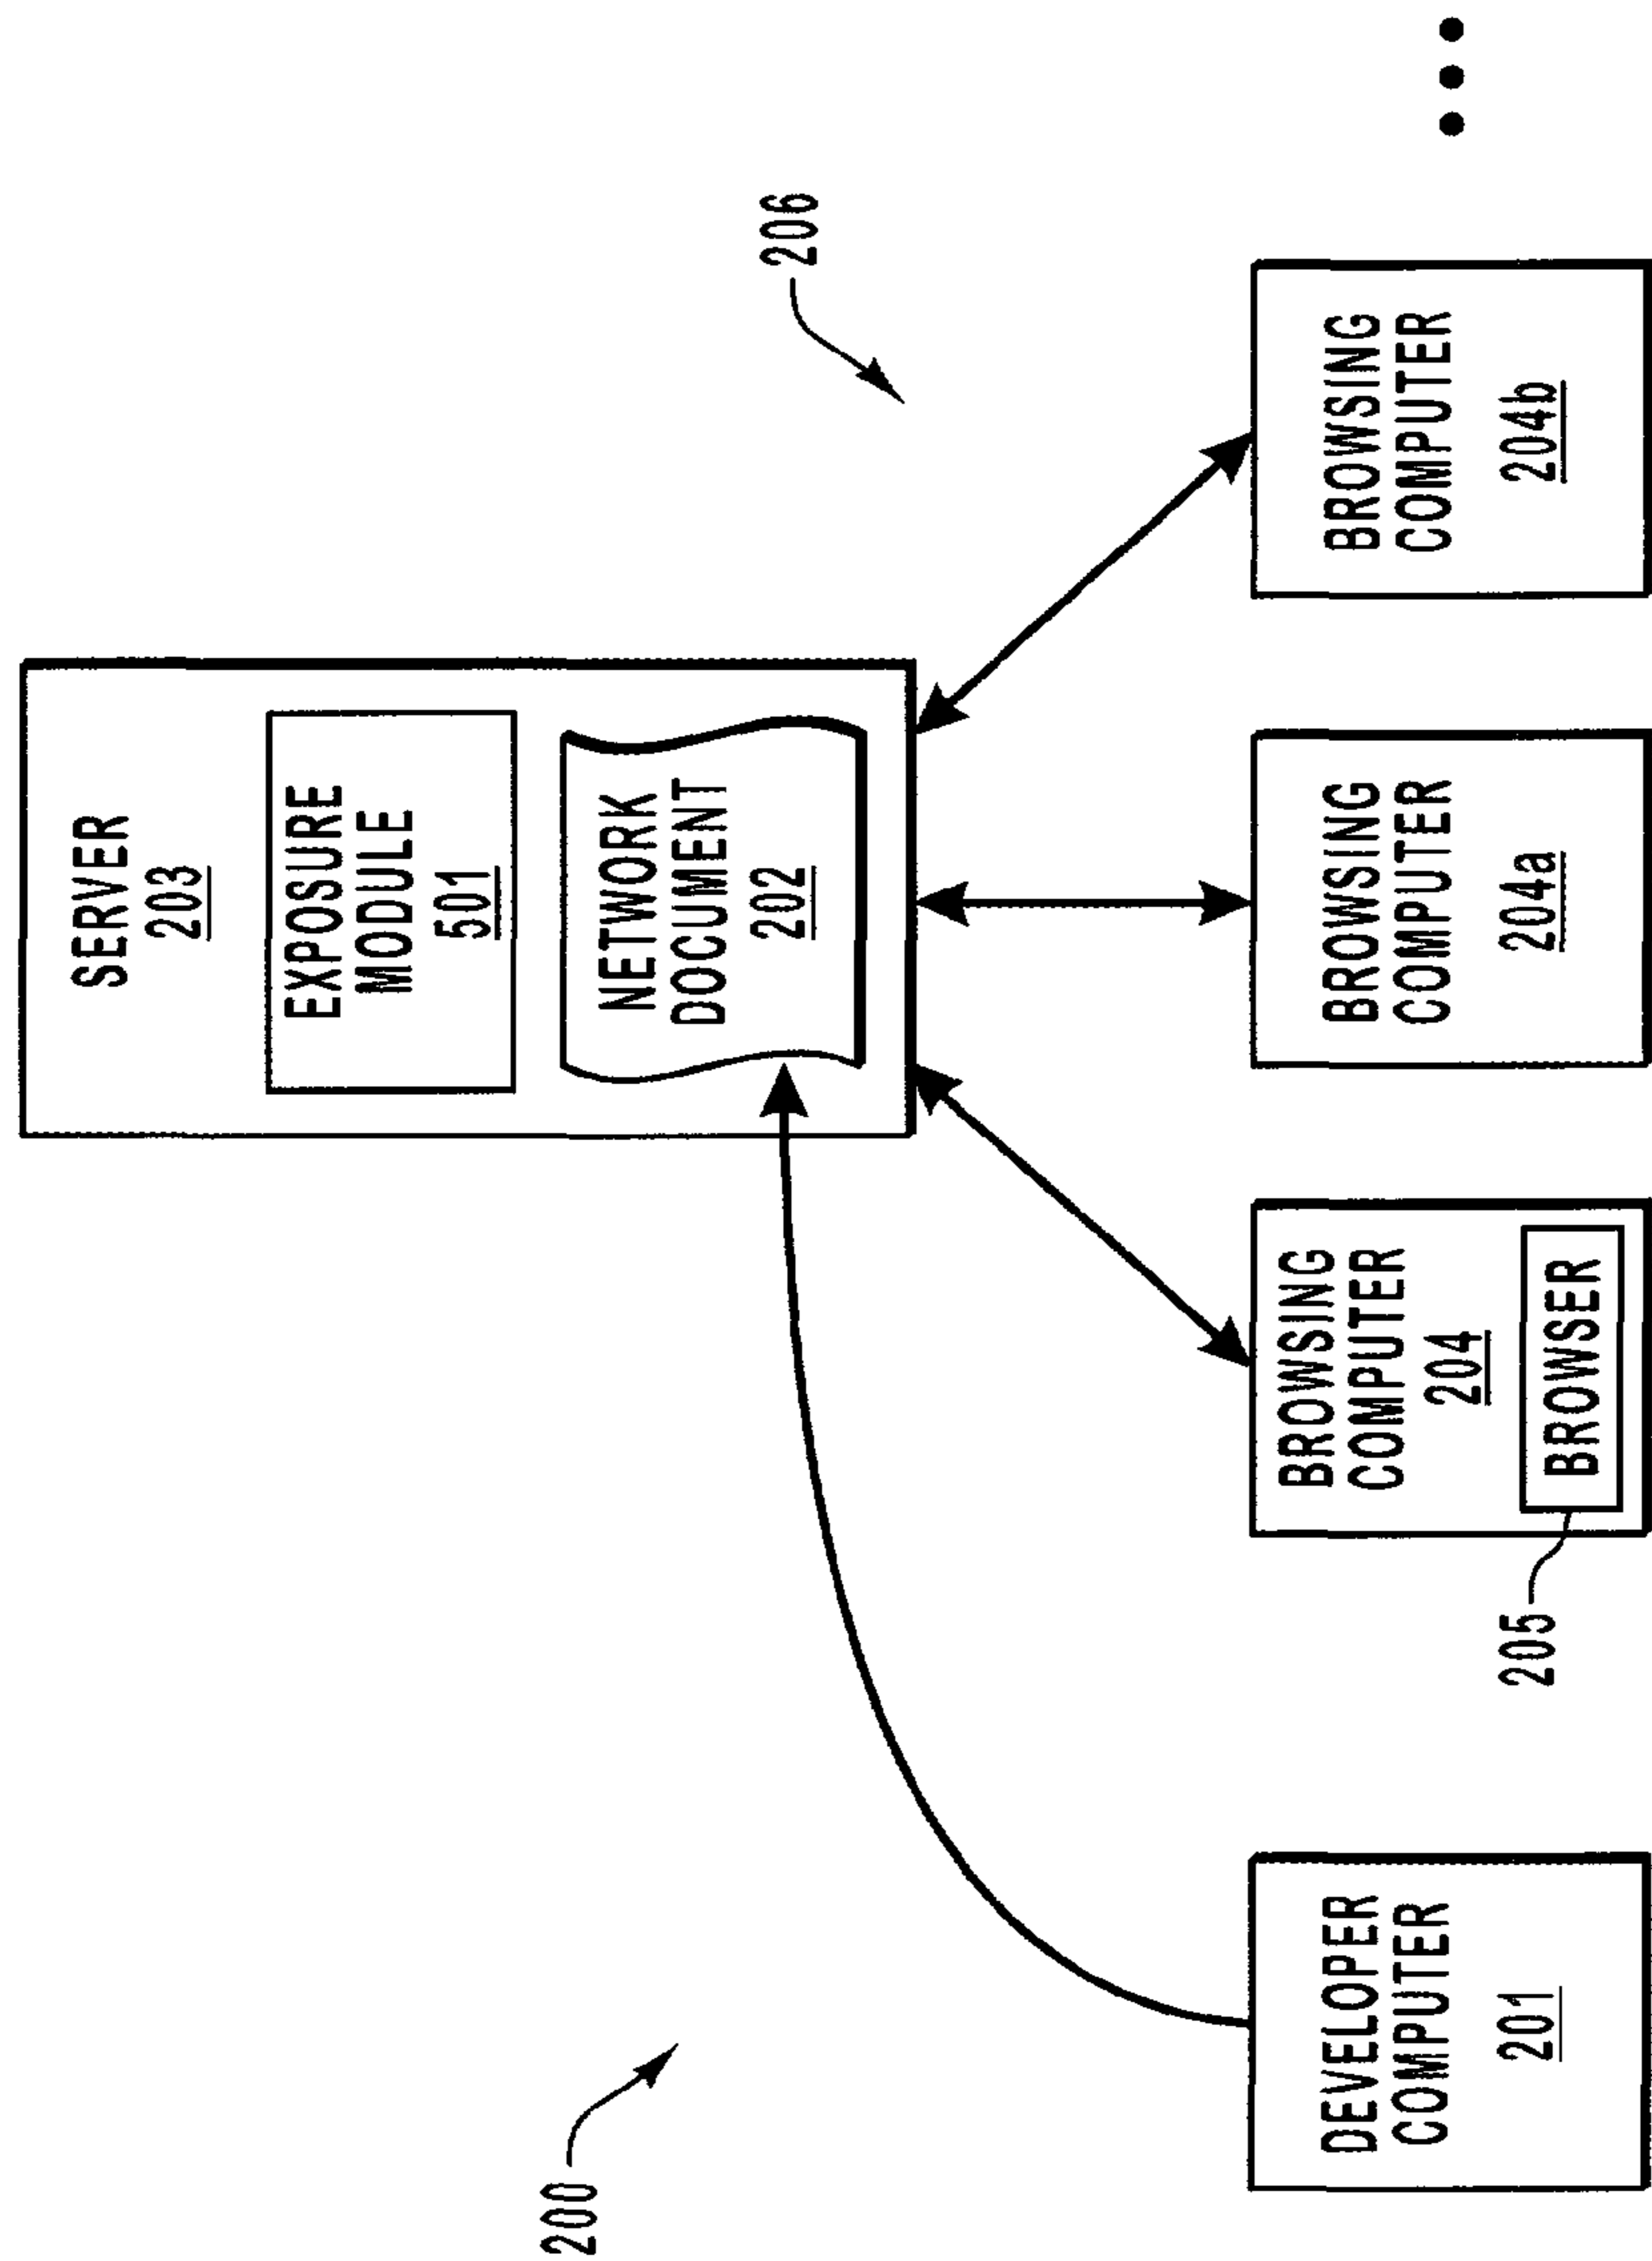 SERVER
203
EXPOSURE
MODULE
501
NETWORK
DOCUMENT
202
200
206
DEVELOPER
COMPUTER
201
BROWSING
COMPUTER
204
BROWSER
205
BROWSING
COMPUTER
204a
BROWSING
COMPUTER
204b